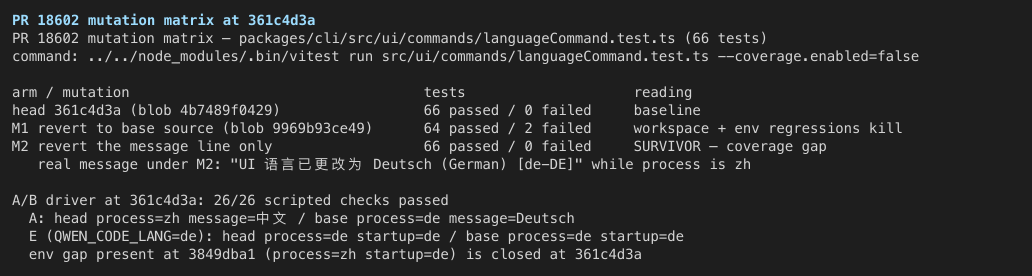 PR 18602 mutation matrix at 361c4d3a
PR 18602 mutation matrix — packages/cli/src/ui/commands/languageCommand.test.ts (66 tests)
command: ../../node_modules/.bin/vitest run src/ui/commands/languageCommand.test.ts --coverage.enabled=false
arm / mutation tests reading
head 361c4d3a (blob 4b7489f0429) 66 passed / 0 failed baseline
M1 revert to base source (blob 9969b93ce49) 64 passed / 2 failed workspace + env regressions kill
M2 revert the message line only 66 passed / 0 failed SURVIVOR — coverage gap
real message under M2: "UI 语言已更改为 Deutsch (German) [de-DE]" while process is zh
A/B driver at 361c4d3a: 26/26 scripted checks passed
A: head process=zh message=中文 / base process=de message=Deutsch
E (QWEN_CODE_LANG=de): head process=de startup=de / base process=de startup=de
env gap present at 3849dba1 (process=zh startup=de) is closed at 361c4d3a